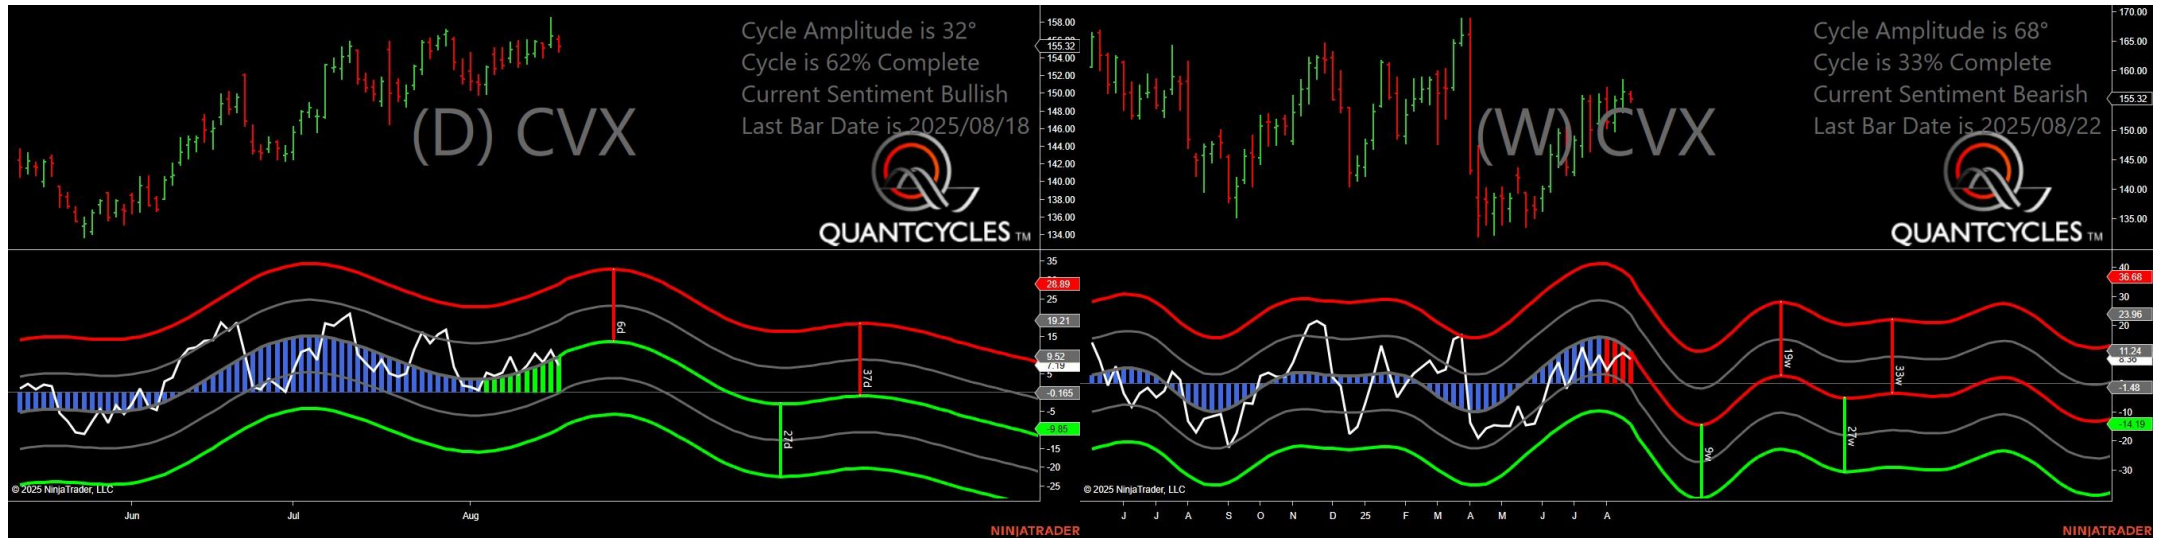 Cycle Amplitude is 32°
Cycle is 62% Complete
Current Sentiment Bullish
Last Bar Date is 2025/08/18
(D) CVX
QUANTCYCLES TM
158.00
155.32
154.00
152.00
150.00
148.00
146.00
144.00
142.00
140.00
138.00
136.00
134.00
35
28.89
25
19.21
15
9.52
7.19
5
-0.165
-5
-9.85
-15
-20
-25
6d
27d
37d
© 2025 NinjaTrader, LLC
Jun Jul Aug
NINJATRADER
Cycle Amplitude is 68°
Cycle is 33% Complete
Current Sentiment Bearish
Last Bar Date is 2025/08/22
(W) CVX
QUANTCYCLES TM
170.00
165.00
160.00
155.32
150.00
145.00
140.00
135.00
40
36.68
30
23.96
20
11.24
-1.48
-10
-14.19
-20
-30
9w
19w
27w
33w
© 2025 NinjaTrader, LLC
J J A S O N D 25 F M A M J J A
NINJATRADER